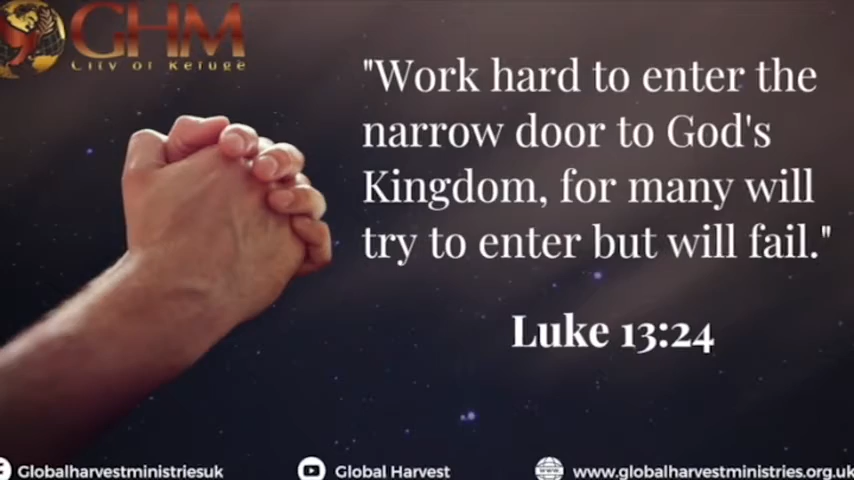 GHM
City of Refuge
"Work hard to enter the
narrow door to God's
Kingdom, for many will
try to enter but will fail."
Luke 13:24
Globalharvestministriesuk
Global Harvest
www.globalharvestministries.org.uk